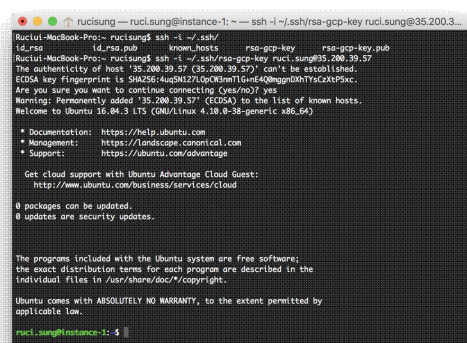 rucisung — ruci.sung@instance-1: ~ — ssh -i ~/.ssh/rsa-gcp-key ruci.sung@35.200.3...
Ruciui-MacBook-Pro:~ rucisung$ ssh -i ~/.ssh/
id_rsa id_rsa.pub known_hosts rsa-gcp-key rsa-gcp-key.pub
Ruciui-MacBook-Pro:~ rucisung$ ssh -i ~/.ssh/rsa-gcp-key ruci.sung@35.200.39.57
The authenticity of host '35.200.39.57 (35.200.39.57)' can't be established.
ECDSA key fingerprint is
Are you sure you want to continue connecting (yes/no)? yes
Warning: Permanently added '35.200.39.57' (ECDSA) to the list of known hosts.
Welcome to Ubuntu 16.04.3 LTS (GNU/Linux 4.10.0-38-generic x86_64)
* Documentation: https://help.ubuntu.com
* Management: https://landscape.canonical.com
* Support: https://ubuntu.com/advantage
Get cloud support with Ubuntu Advantage Cloud Guest:
http://www.ubuntu.com/business/services/cloud
0 packages can be updated.
0 updates are security updates.
The programs included with the Ubuntu system are free software;
the exact distribution terms for each program are described in the
individual files in /usr/share/doc/*/copyright.
Ubuntu comes with ABSOLUTELY NO WARRANTY, to the extent permitted by
applicable law.
ruci.sung@instance-1:~$